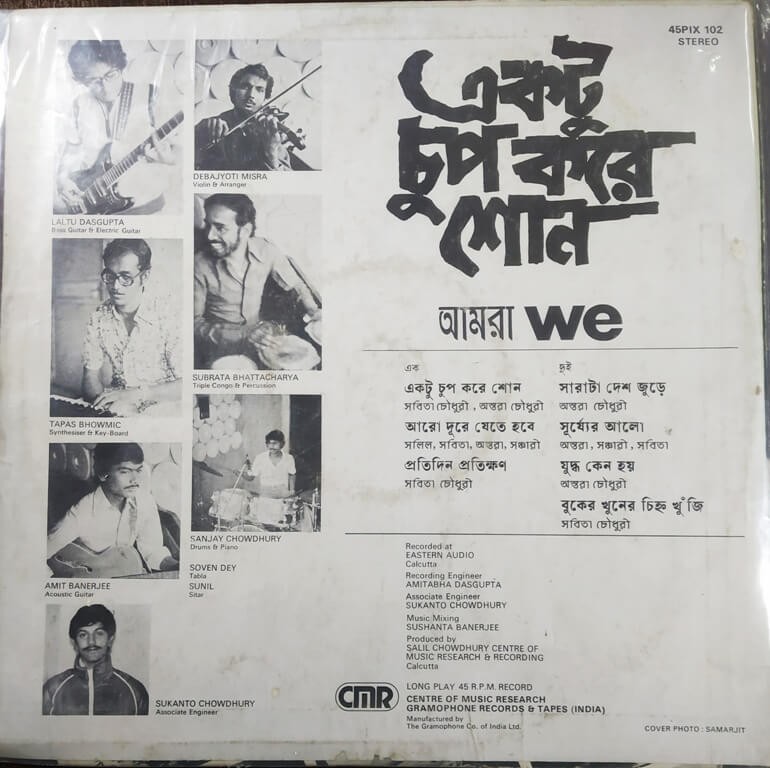 45PIX 102
STEREO
একটু
চুপ করে
শোন
আমরা we
LALTU DASGUPTA
Bass Guitar & Electric Guitar
DEBAJYOTI MISRA
Violin & Arranger
TAPAS BHOWMIC
Synthesiser & Key-Board
SUBRATA BHATTACHARYA
Triple Congo & Percussion
AMIT BANERJEE
Acoustic Guitar
SANJAY CHOWDHURY
Drums & Piano
SOVEN DEY
Tabla
SUNIL
Sitar
SUKANTO CHOWDHURY
Associate Engineer
এক
একটু চুপ করে শোন
সবিতা চৌধুরী , অন্তরা চৌধুরী
আরো দূরে যেতে হবে
সলিল, সবিতা, অন্তরা, সঞ্চারী
প্রতিদিন প্রতিক্ষণ
সবিতা চৌধুরী
দুই
সারাটা দেশ জুড়ে
অন্তরা চৌধুরী
সূর্য্যের আলো
অন্তরা, সঞ্চারী, সবিতা
যুদ্ধ কেন হয়
অন্তরা চৌধুরী
বুকের খুনের চিহ্ন খুঁজি
সবিতা চৌধুরী
Recorded at
EASTERN AUDIO
Calcutta
Recording Engineer
AMITABHA DASGUPTA
Associate Engineer
SUKANTO CHOWDHURY
Music Mixing
SUSHANTA BANERJEE
Produced by
SALIL CHOWDHURY CENTRE OF
MUSIC RESEARCH & RECORDING
Calcutta
CMR
LONG PLAY 45 R.P.M. RECORD
CENTRE OF MUSIC RESEARCH
GRAMOPHONE RECORDS & TAPES (INDIA)
Manufactured by
The Gramophone Co. of India Ltd.
COVER PHOTO : SAMARJIT